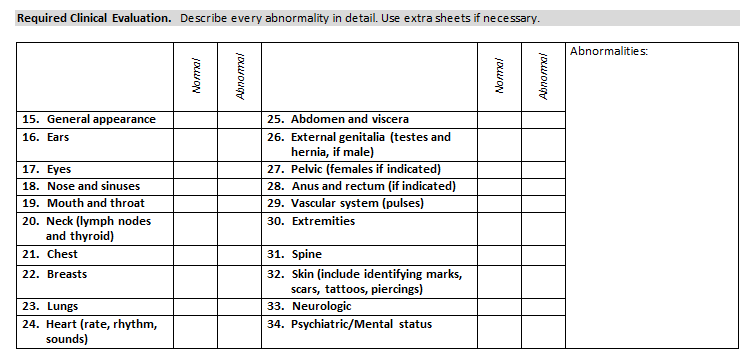 Required Clinical Evaluation. Describe every abnormality in detail. Use extra sheets if necessary.
Normal
Abnormal
Normal
Abnormal
Abnormalities:
15. General appearance
25. Abdomen and viscera
16. Ears
26. External genitalia (testes and
hernia, if male)
17. Eyes
27. Pelvic (females if indicated)
18. Nose and sinuses
28. Anus and rectum (if indicated)
19. Mouth and throat
29. Vascular system (pulses)
20. Neck (lymph nodes
and thyroid)
30. Extremities
21. Chest
31. Spine
22. Breasts
32. Skin (include identifying marks,
scars, tattoos, piercings)
23. Lungs
33. Neurologic
24. Heart (rate, rhythm,
sounds)
34. Psychiatric/Mental status